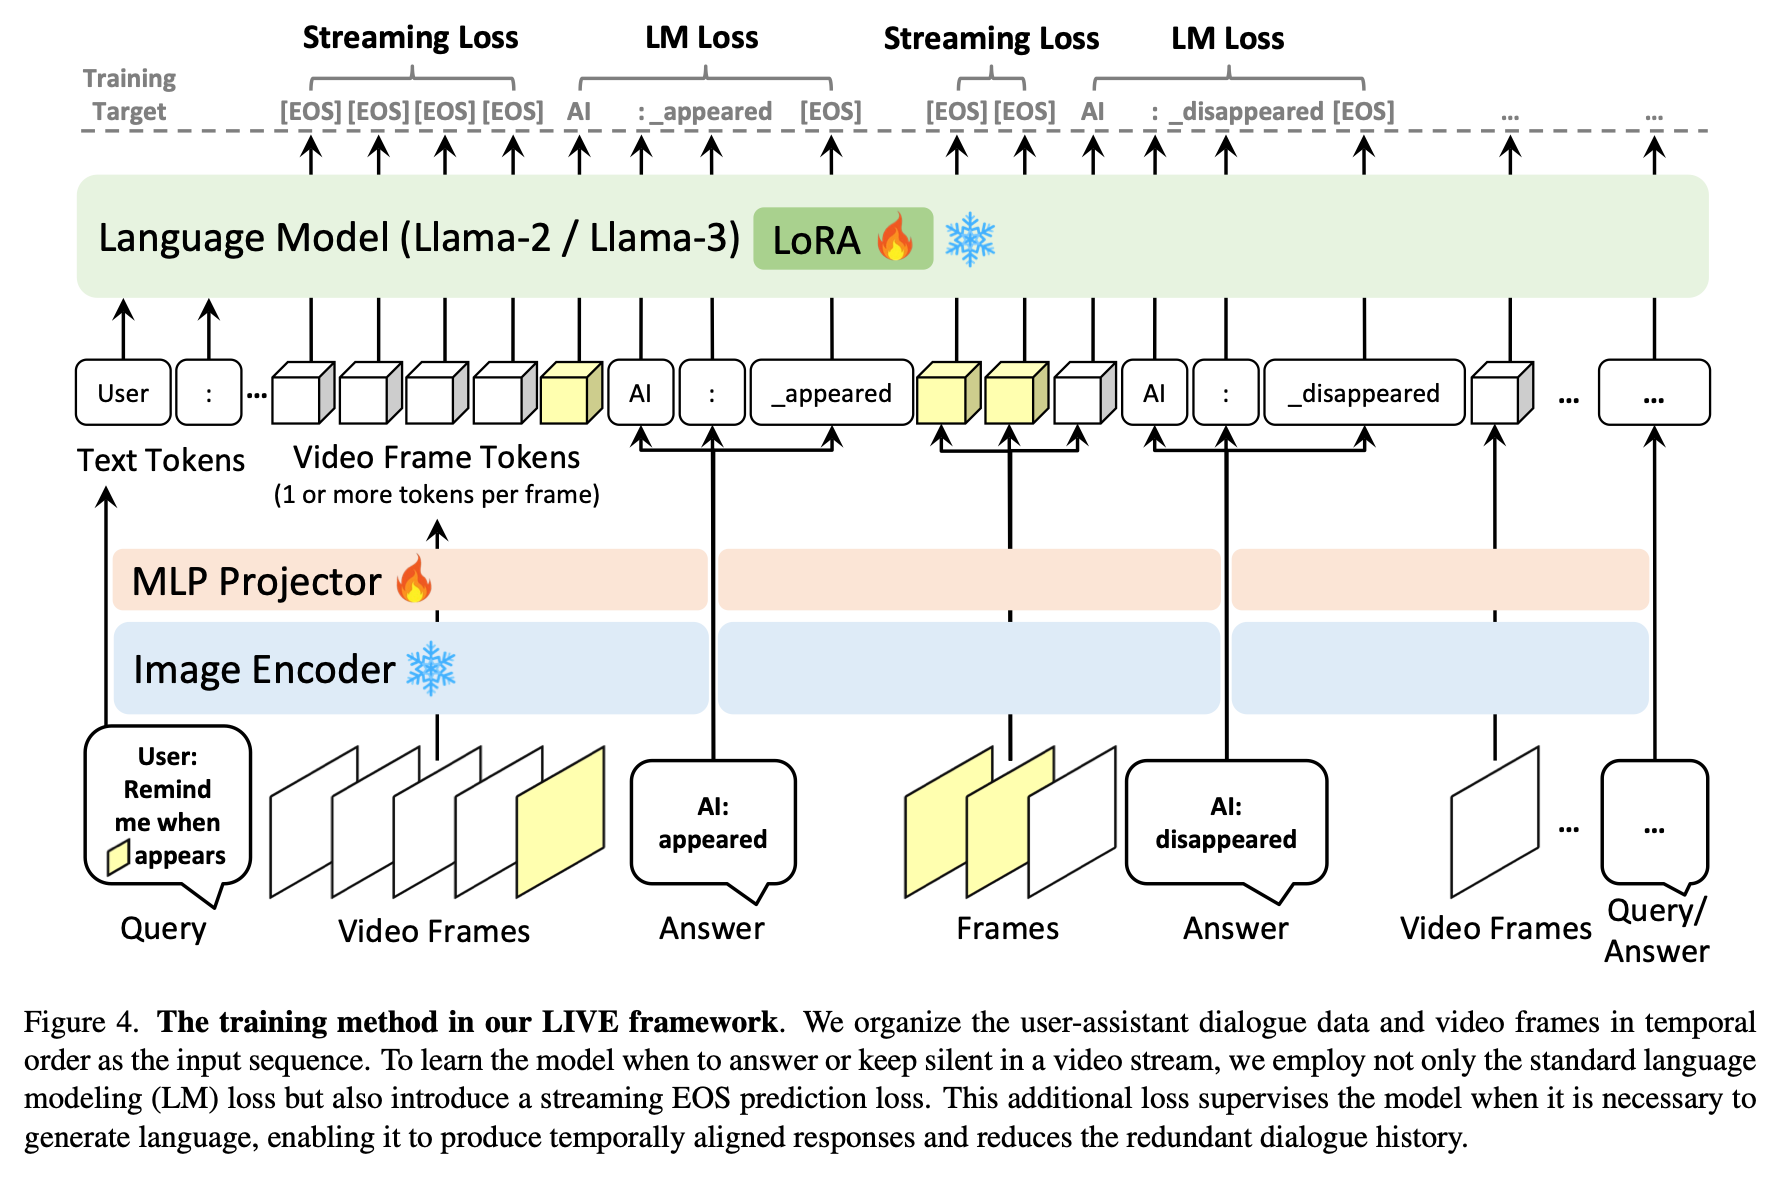 Streaming Loss LM Loss Streaming Loss LM Loss
Training
Target [EOS] [EOS] [EOS] [EOS] AI : _appeared [EOS] [EOS] [EOS] AI : _disappeared [EOS] ... ...
Language Model (Llama-2 / Llama-3) LoRA
User : ... AI : _appeared AI : _disappeared ... ...
Text Tokens Video Frame Tokens
(1 or more tokens per frame)
MLP Projector
Image Encoder
User:
Remind
me when
appears
AI:
appeared
AI:
disappeared
... ...
Query Video Frames Answer Frames Answer Video Frames Query/
Answer
Figure 4. The training method in our LIVE framework. We organize the user-assistant dialogue data and video frames in temporal
order as the input sequence. To learn the model when to answer or keep silent in a video stream, we employ not only the standard language
modeling (LM) loss but also introduce a streaming EOS prediction loss. This additional loss supervises the model when it is necessary to
generate language, enabling it to produce temporally aligned responses and reduces the redundant dialogue history.